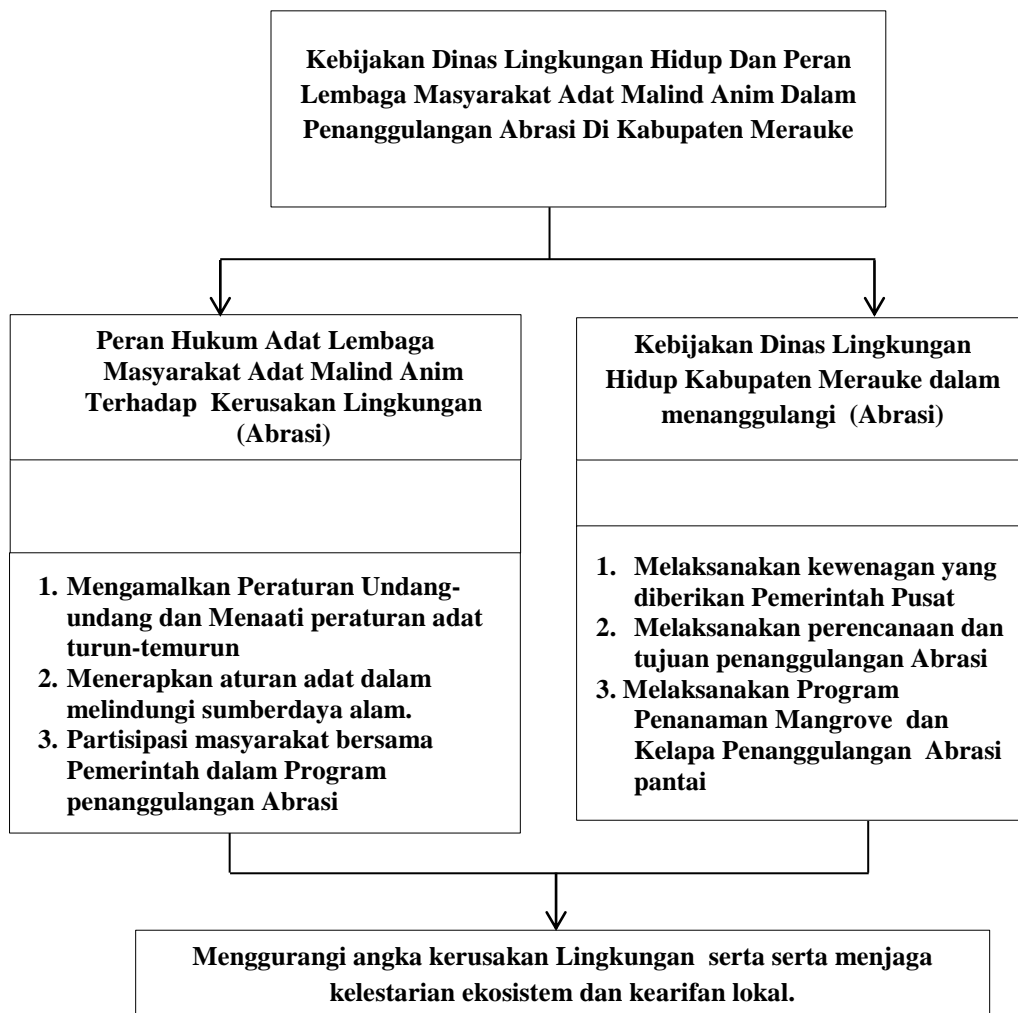 Kebijakan Dinas Lingkungan Hidup Dan Peran
Lembaga Masyarakat Adat Malind Anim Dalam
Penanggulangan Abrasi Di Kabupaten Merauke
Peran Hukum Adat Lembaga
Masyarakat Adat Malind Anim
Terhadap Kerusakan Lingkungan
(Abrasi)
Kebijakan Dinas Lingkungan
Hidup Kabupaten Merauke dalam
menanggulangi (Abrasi)
1. Mengamalkan Peraturan Undang-
undang dan Menaati peraturan adat
turun-temurun
2. Menerapkan aturan adat dalam
melindungi sumberdaya alam.
3. Partisipasi masyarakat bersama
Pemerintah dalam Program
penanggulangan Abrasi
1. Melaksanakan kewenagan yang
diberikan Pemerintah Pusat
2. Melaksanakan perencanaan dan
tujuan penanggulangan Abrasi
3. Melaksanakan Program
Penanaman Mangrove dan
Kelapa Penanggulangan Abrasi
pantai
Menggurangi angka kerusakan Lingkungan serta serta menjaga
kelestarian ekosistem dan kearifan lokal.